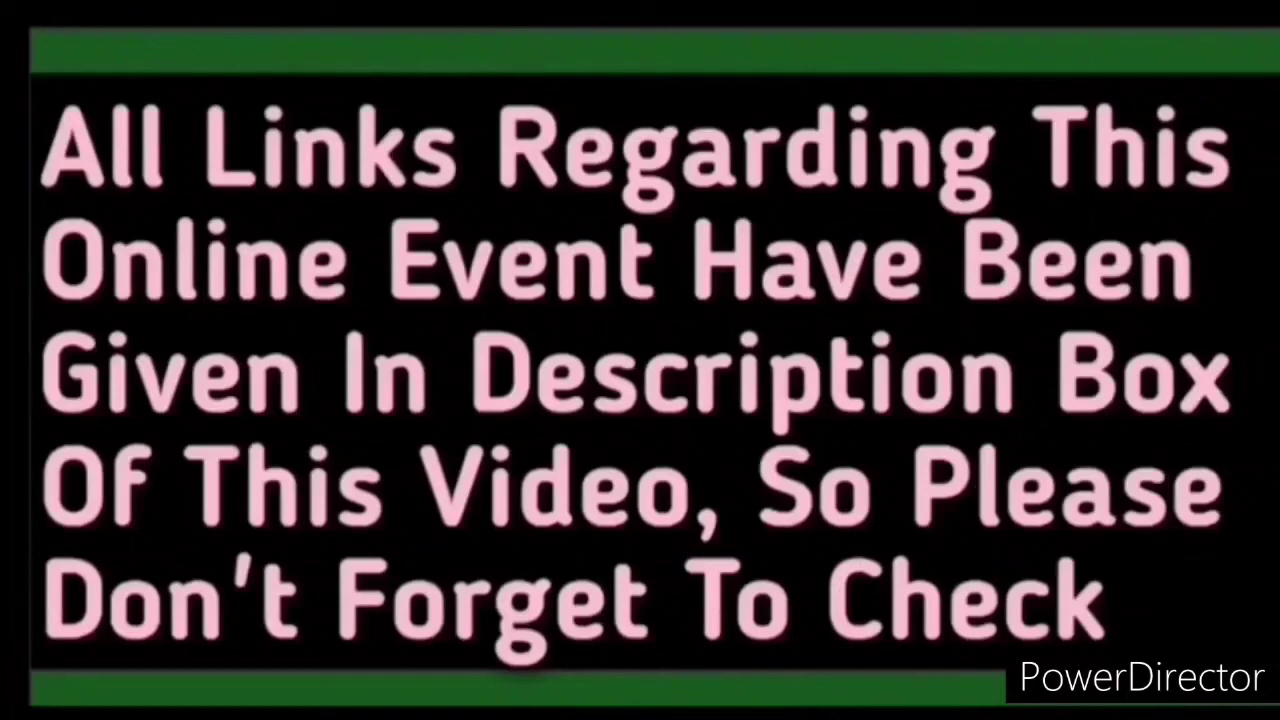 All Links Regarding This
Online Event Have Been
Given In Description Box
Of This Video, So Please
Don't Forget To Check
PowerDirector